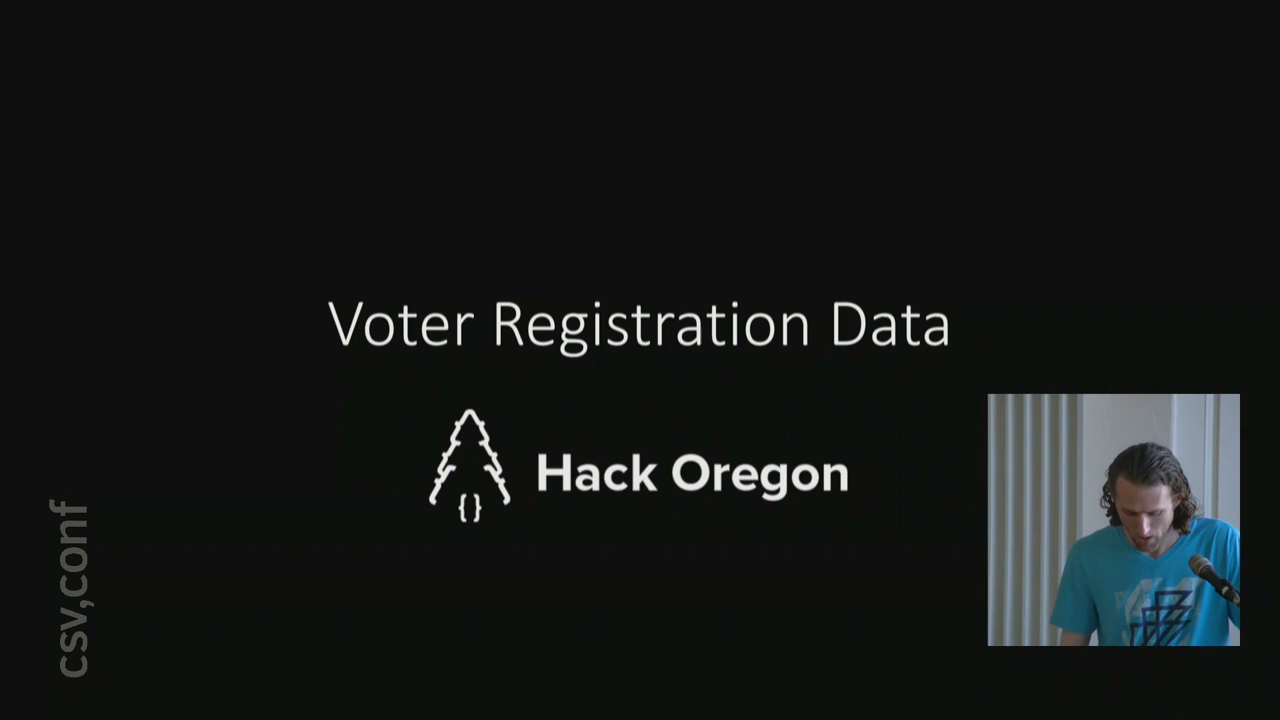 Voter Registration Data
{}
Hack Oregon
csv,conf